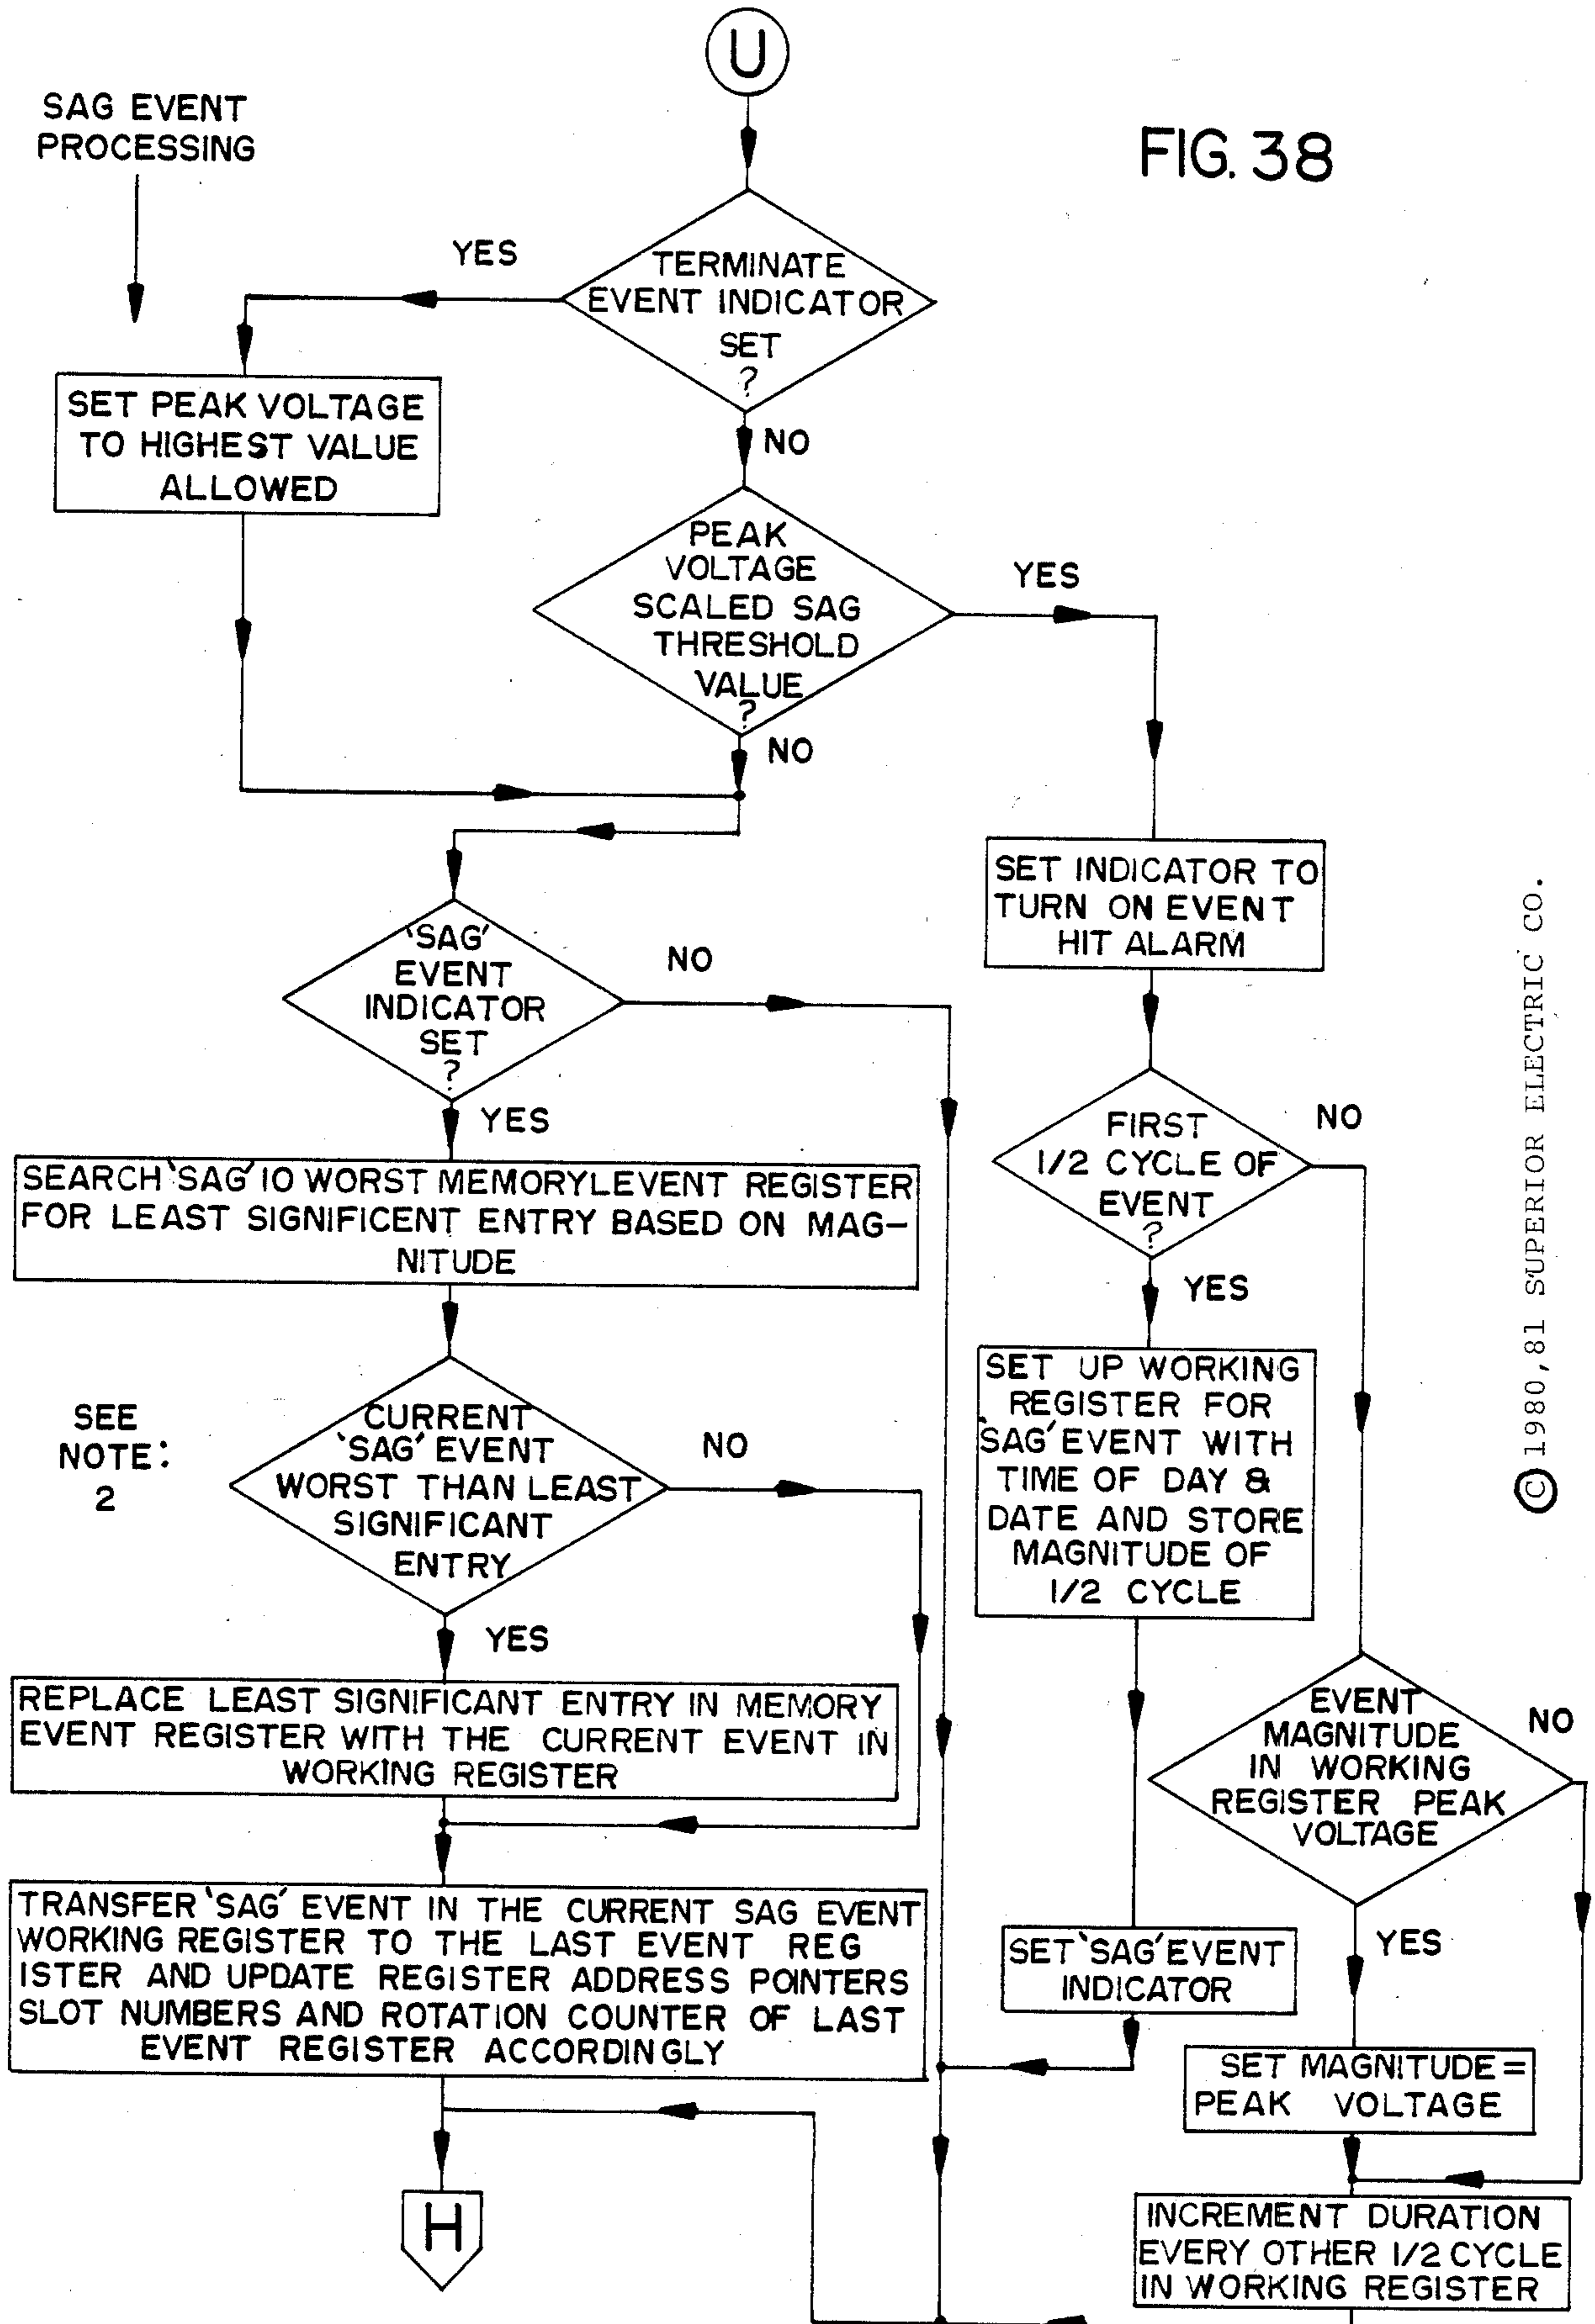 U
SAG EVENT
PROCESSING
FIG. 38
YES
TERMINATE
EVENT INDICATOR
SET
?
SET PEAK VOLTAGE
TO HIGHEST VALUE
ALLOWED
NO
PEAK
VOLTAGE
SCALED SAG
THRESHOLD
VALUE
?
YES
NO
SET INDICATOR TO
TURN ON EVENT
HIT ALARM
'SAG'
EVENT
INDICATOR
SET
?
NO
YES
FIRST
1/2 CYCLE OF
EVENT
?
NO
YES
SEARCH 'SAG' 10 WORST MEMORYLEVENT REGISTER
FOR LEAST SIGNIFICENT ENTRY BASED ON MAG-
NITUDE
SEE
NOTE:
2
CURRENT
'SAG' EVENT
WORST THAN LEAST
SIGNIFICANT
ENTRY
NO
YES
SET UP WORKING
REGISTER FOR
'SAG' EVENT WITH
TIME OF DAY &
DATE AND STORE
MAGNITUDE OF
1/2 CYCLE
REPLACE LEAST SIGNIFICANT ENTRY IN MEMORY
EVENT REGISTER WITH THE CURRENT EVENT IN
WORKING REGISTER
EVENT
MAGNITUDE
IN WORKING
REGISTER PEAK
VOLTAGE
NO
YES
TRANSFER 'SAG' EVENT IN THE CURRENT SAG EVENT
WORKING REGISTER TO THE LAST EVENT REG
ISTER AND UPDATE REGISTER ADDRESS POINTERS
SLOT NUMBERS AND ROTATION COUNTER OF LAST
EVENT REGISTER ACCORDINGLY
SET 'SAG' EVENT
INDICATOR
SET MAGNITUDE =
PEAK VOLTAGE
H
INCREMENT DURATION
EVERY OTHER 1/2 CYCLE
IN WORKING REGISTER
© 1980,81 SUPERIOR ELECTRIC CO.